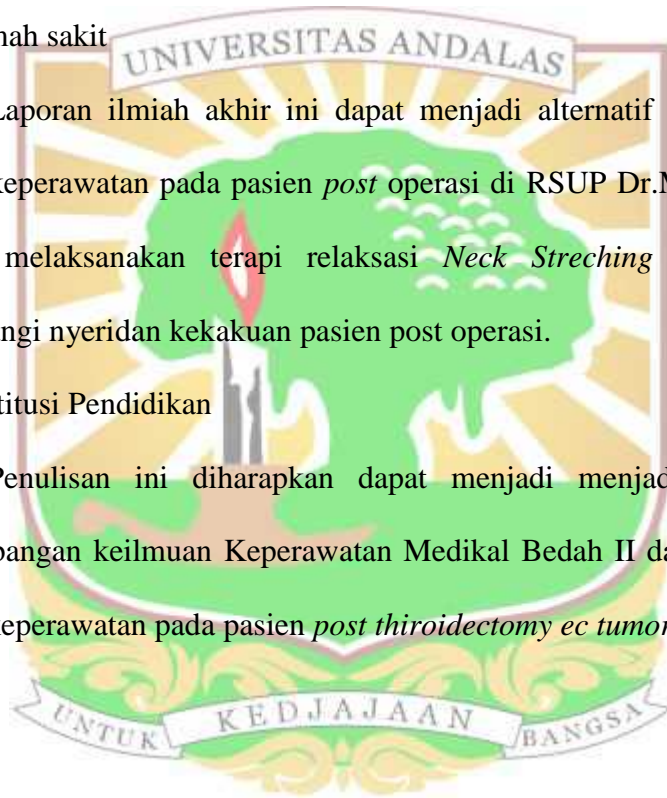 nah sakit
UNIVERSITAS ANDALAS
Laporan ilmiah akhir ini dapat menjadi alternatif
keperawatan pada pasien post operasi di RSUP Dr.M
melaksanakan terapi relaksasi Neck Streching
ngi nyeridan kekakuan pasien post operasi.
titusi Pendidikan
Penulisan ini diharapkan dapat menjadi menjad
bangan keilmuan Keperawatan Medikal Bedah II da
keperawatan pada pasien post thiroidectomy ec tumor
UNTUK KEDJAJAAN BANGSA